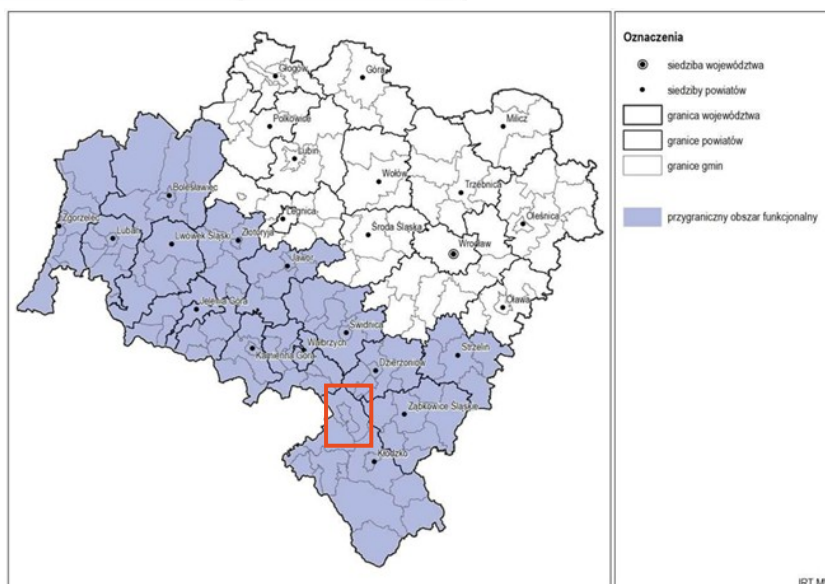 Głogów
Góra
Polkowice
Milicz
Lubin
Wołów
Trzebnica
Bolesławiec
Legnica
Oleśnica
Zgorzelec
Lubań
Lwówek Śląski
Złotoryja
Środa Śląska
Wrocław
Jawor
Jelenia Góra
Oława
Świdnica
Wałbrzych
Kamienna Góra
Strzelin
Dzierżoniów
Ząbkowice Śląskie
Kłodzko
Oznaczenia
siedziba województwa
siedziby powiatów
granica województwa
granice powiatów
granice gmin
przygraniczny obszar funkcjonalny
IRT M